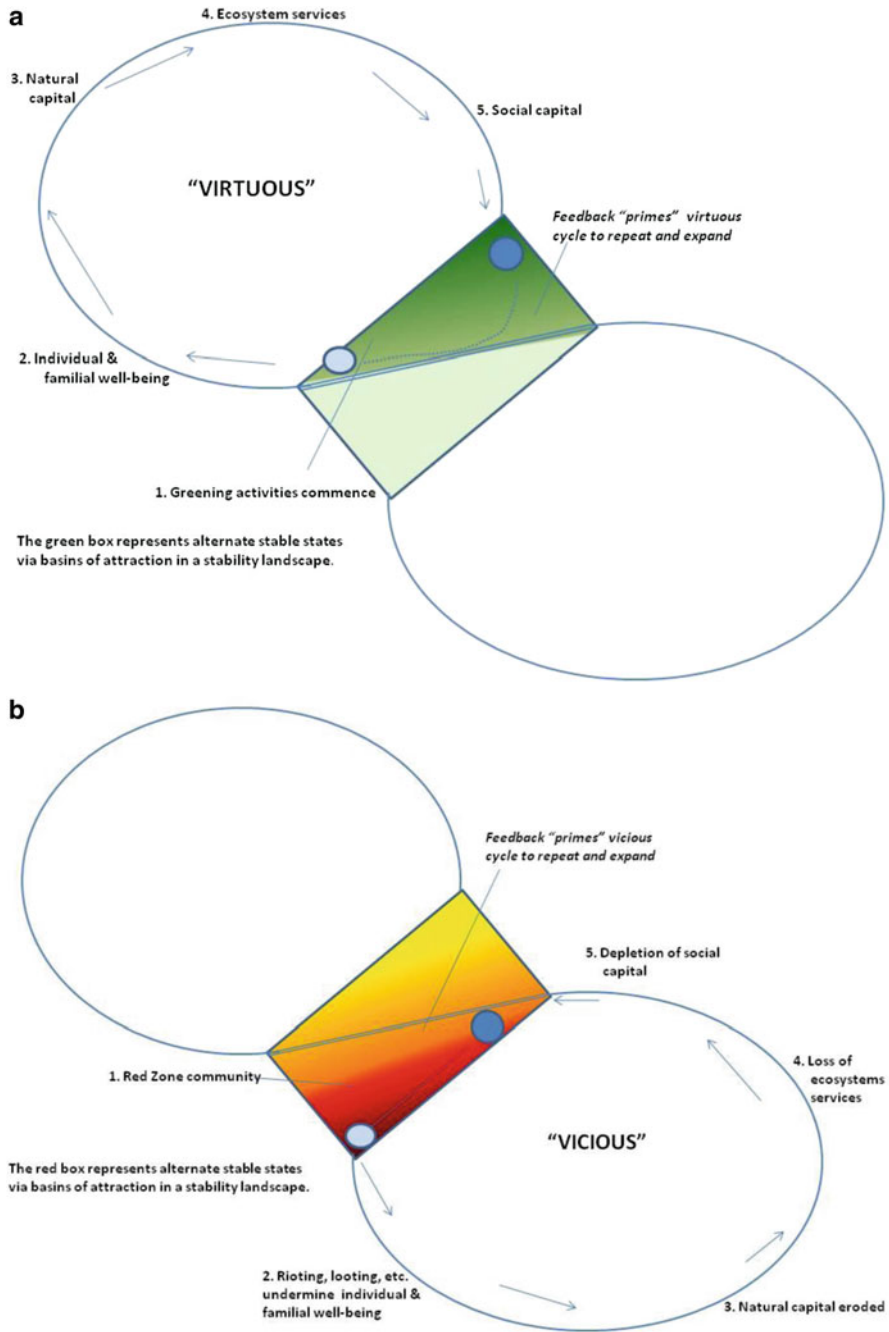 a
4. Ecosystem services
3. Natural
capital
5. Social capital
"VIRTUOUS"
Feedback "primes" virtuous
cycle to repeat and expand
2. Individual &
familial well-being
1. Greening activities commence
The green box represents alternate stable states
via basins of attraction in a stability landscape.
b
Feedback "primes" vicious
cycle to repeat and expand
5. Depletion of social
capital
1. Red Zone community
4. Loss of
ecosystems
services
"VICIOUS"
The red box represents alternate stable states
via basins of attraction in a stability landscape.
2. Rioting, looting, etc.
undermine individual &
familial well-being
3. Natural capital eroded